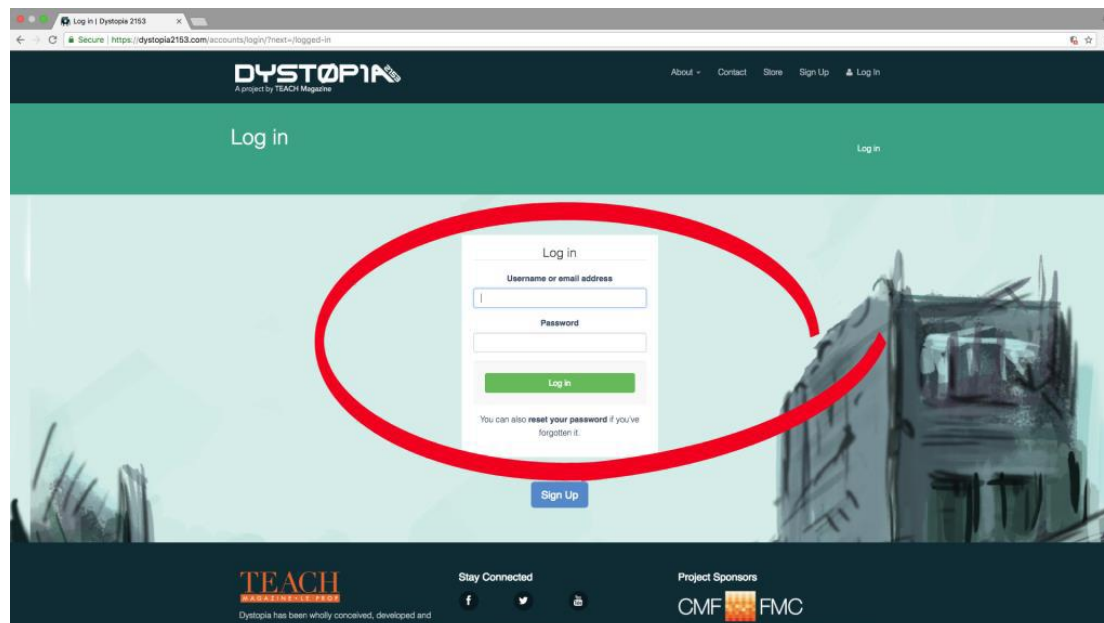 Log in | Dystopia 2153
Secure | https://dystopia2153.com/accounts/login/?next=/logged-in
DYSTØP1A 2153
A project by TEACH Magazine
About Contact Store Sign Up Log In
Log in
Log in
Log in
Username or email address
Password
Log in
You can also reset your password if you've
forgotten it.
Sign Up
TEACH
MAGAZINE • LE PROF
Dystopia has been wholly conceived, developed and
Stay Connected
Project Sponsors
CMF FMC